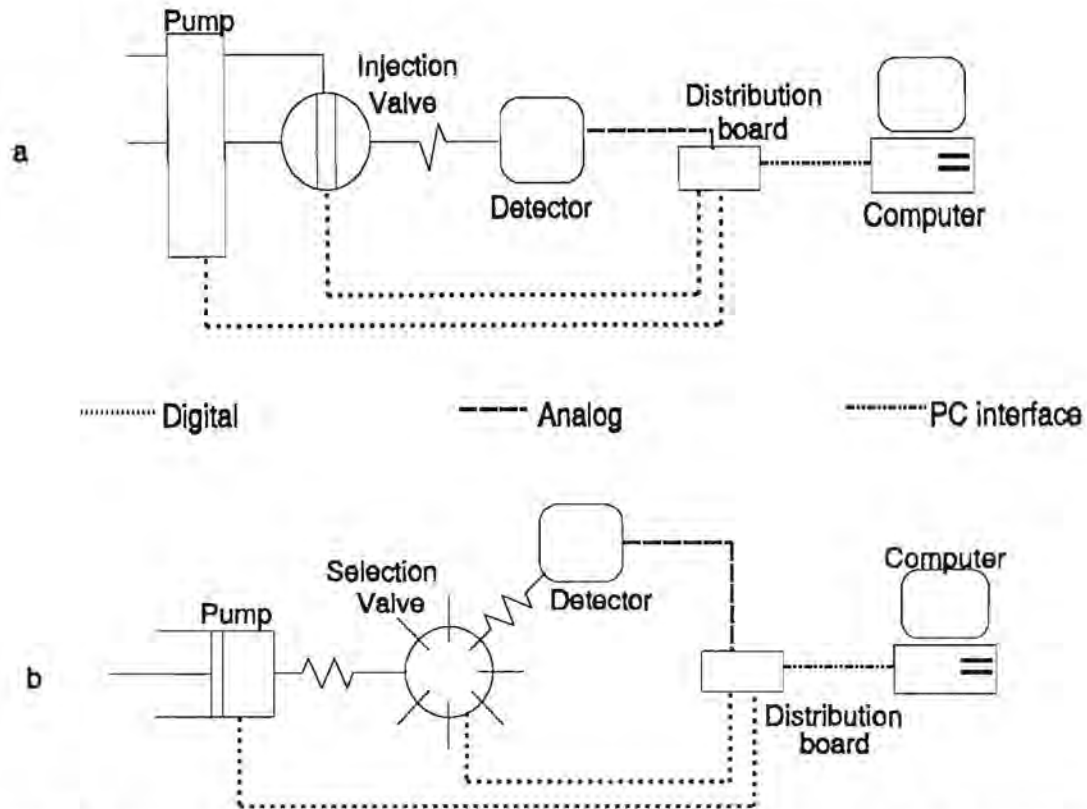 Pump
Injection
Valve
Distribution
board
a
Detector
Computer
Digital
Analog
PC interface
Computer
Selection
Valve
Pump
Detector
b
Distribution
board